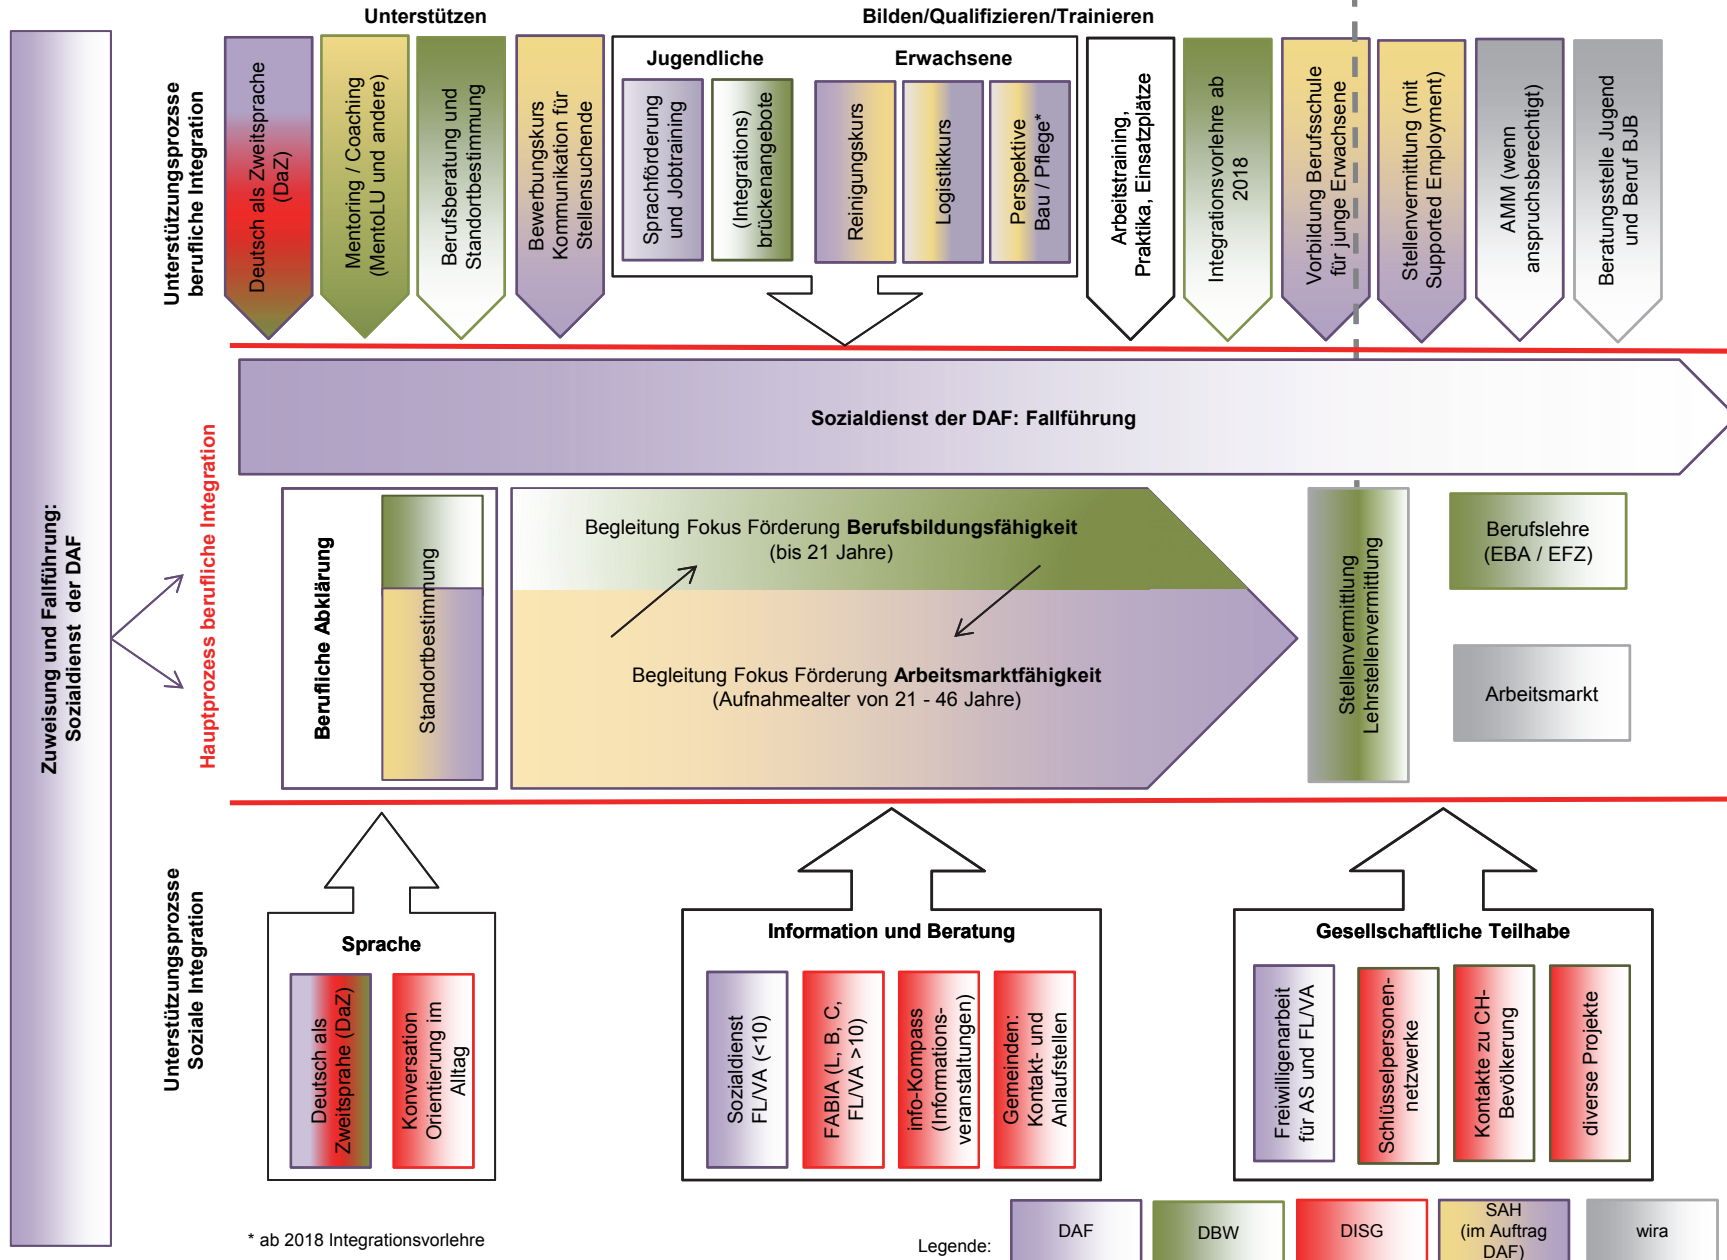 Unterstützen
Bilden/Qualifizieren/Trainieren
Zuweisung und Fallführung:
Sozialdienst der DAF
Unterstützungsprozsse
berufliche Integration
Deutsch als Zweitsprache
(DaZ)
Mentoring / Coaching
(MentoLU und andere)
Berufsberatung und
Standortbestimmung
Bewerbungskurs
Kommunikation für
Stellensuchende
Jugendliche
Sprachförderung
und Jobtraining
(Integrations)
brückenangebote
Erwachsene
Reinigungskurs
Logistikkurs
Perspektive
Bau / Pflege*
Arbeitstraining,
Praktika, Einsatzplätze
Integrationsvorlehre ab
2018
Vorbildung Berufsschule
für junge Erwachsene
Stellenvermittlung (mit
Supported Employment)
AMM (wenn
anspruchsberechtigt)
Beratungsstelle Jugend
und Beruf BJB
Hauptprozess berufliche Integration
Sozialdienst der DAF: Fallführung
Berufliche Abklärung
Standortbestimmung
Begleitung Fokus Förderung Berufsbildungsfähigkeit
(bis 21 Jahre)
Begleitung Fokus Förderung Arbeitsmarktfähigkeit
(Aufnahmealter von 21 - 46 Jahre)
Stellenvermittlung
Lehrstellenvermittlung
Berufslehre
(EBA / EFZ)
Arbeitsmarkt
Unterstützungsprozsse
Soziale Integration
Sprache
Deutsch als
Zweitsprahe (DaZ)
Konversation
Orientierung im
Alltag
Information und Beratung
Sozialdienst
FL/VA (<10)
FABIA (L, B, C,
FL/VA >10)
info-Kompass
(Informations-
veranstaltungen)
Gemeinden:
Kontakt- und
Anlaufstellen
Gesellschaftliche Teilhabe
Freiwilligenarbeit
für AS und FL/VA
Schlüsselpersonen-
netzwerke
Kontakte zu CH-
Bevölkerung
diverse Projekte
* ab 2018 Integrationsvorlehre
Legende:
DAF
DBW
DISG
SAH
(im Auftrag
DAF)
wira